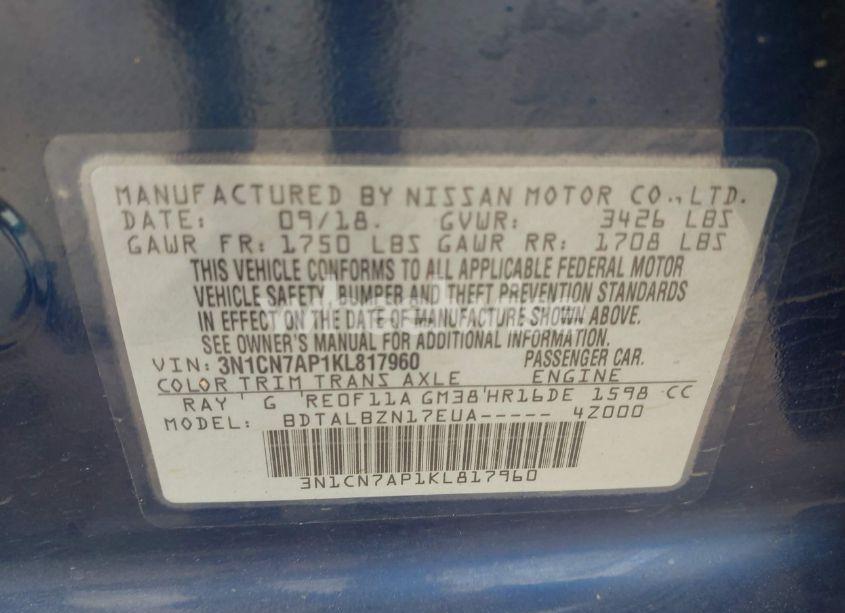 MANUFACTURED BY NISSAN MOTOR CO., LTD.
DATE: 09/18. GVWR: 3426 LBS
GAWR FR: 1750 LBS GAWR RR: 1708 LBS
THIS VEHICLE CONFORMS TO ALL APPLICABLE FEDERAL MOTOR
VEHICLE SAFETY, BUMPER AND THEFT PREVENTION STANDARDS
IN EFFECT ON THE DATE OF MANUFACTURE SHOWN ABOVE.
SEE OWNER'S MANUAL FOR ADDITIONAL INFORMATION.
VIN: 3N1CN7AP1KL817960 PASSENGER CAR.
COLOR TRIM TRANS AXLE ENGINE
RAY G RE0F11A GM38 HR16DE 1598 CC
MODEL: BDTALBZN17EUA----- 4Z000
3N1CN7AP1KL817960